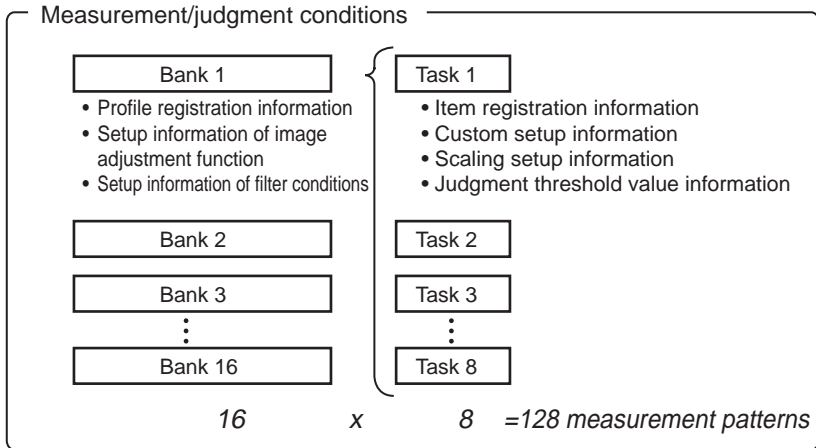 Measurement/judgment conditions
Bank 1
• Profile registration information
• Setup information of image
adjustment function
• Setup information of filter conditions
Task 1
• Item registration information
• Custom setup information
• Scaling setup information
• Judgment threshold value information
Bank 2
Task 2
Bank 3
Task 3
Bank 16
Task 8
16 x 8 =128 measurement patterns